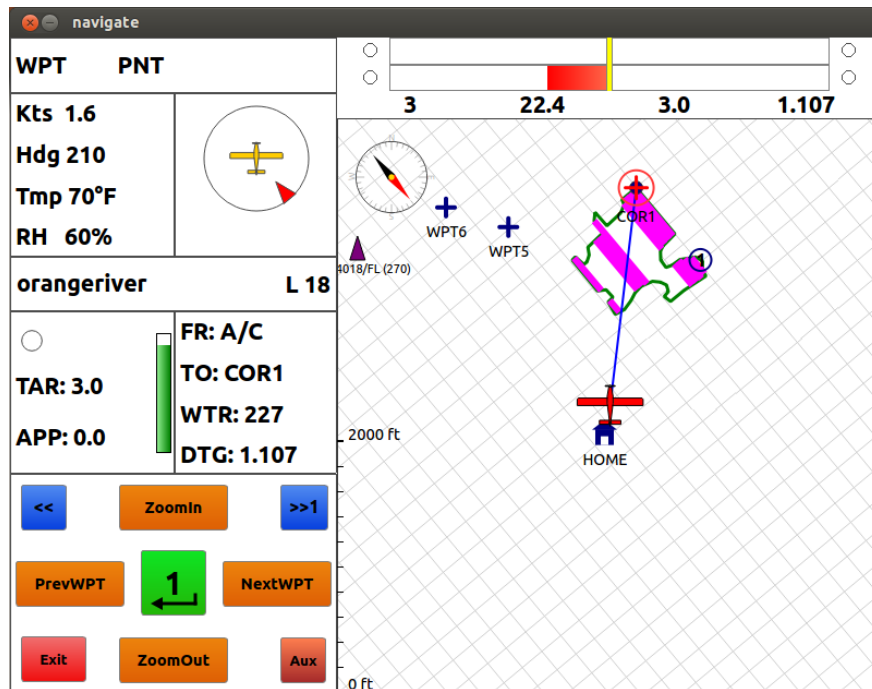 navigate
WPT PNT
3 22.4 3.0 1.107
Kts 1.6
Hdg 210
Tmp 70°F
RH 60%
orangeriver L 18
TAR: 3.0
APP: 0.0
FR: A/C
TO: COR1
WTR: 227
DTG: 1.107
<< ZoomIn >>1
PrevWPT 1 NextWPT
Exit ZoomOut Aux
N
WPT6
WPT5
COR1
1
4018/FL (270)
2000 ft
HOME
0 ft